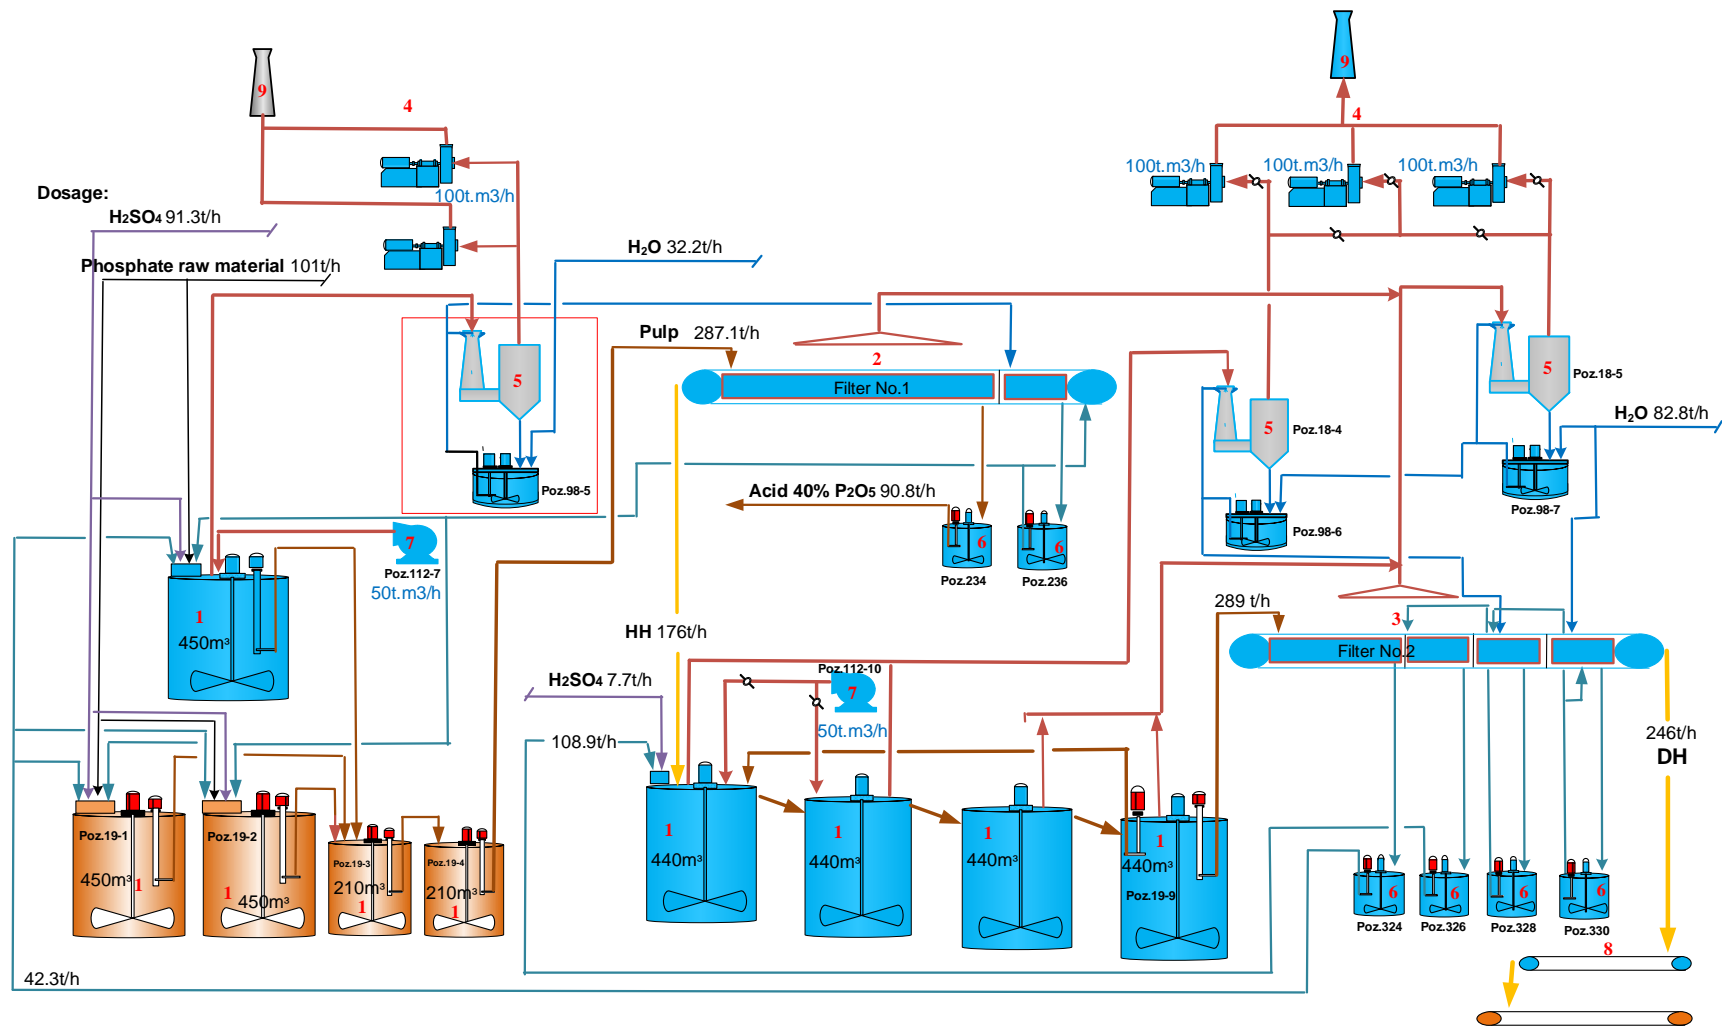 9
9
4
4
100t.m3/h
100t.m3/h
100t.m3/h
100t.m3/h
Dosage:
H2SO4 91.3t/h
H2O 32.2t/h
Phosphate raw material 101t/h
Pulp 287.1t/h
2
5
Filter No.1
5
Poz.18-5
5
Poz.18-4
H2O 82.8t/h
Poz.98-5
Acid 40% P2O5 90.8t/h
Poz.98-7
Poz.98-6
7
6
6
Poz.112-7
50t.m3/h
Poz.234
Poz.236
1
450m³
289 t/h
3
HH 176t/h
Filter No.2
Poz.112-10
H2SO4 7.7t/h
7
50t.m3/h
108.9t/h
246t/h
DH
Poz.19-1
Poz.19-2
Poz.19-3
Poz.19-4
1
440m³
1
440m³
1
440m³
1
440m³
Poz.19-9
450m³
1
1
450m³
210m³
1
210m³
1
6
6
6
6
Poz.324
Poz.326
Poz.328
Poz.330
8
42.3t/h